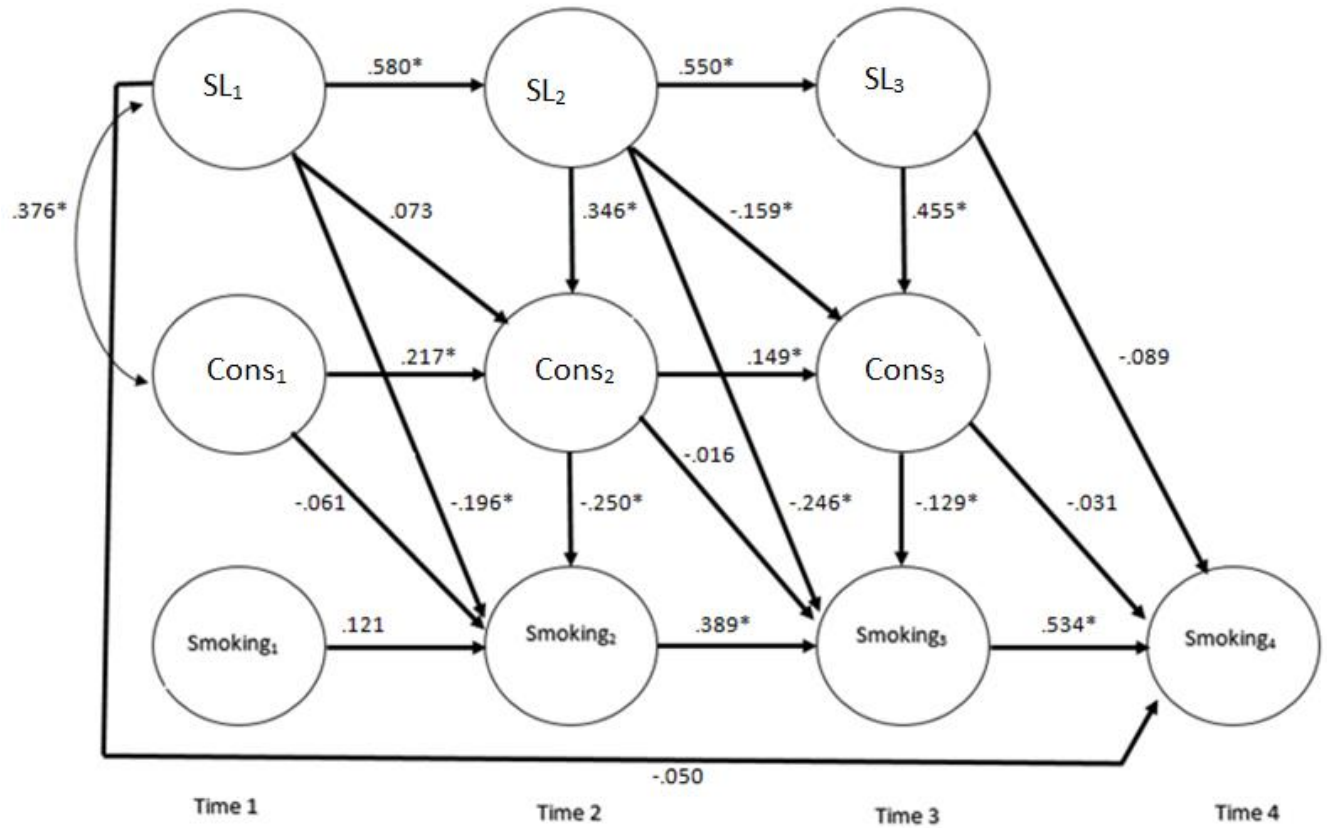 .580*
.550*
SL₁
SL₂
SL₃
.376*
.073
.346*
-.159*
.455*
-.089
.217*
.149*
Cons₁
Cons₂
Cons₃
-.016
-.061
-.196*
-.250*
-.246*
-.129*
-.031
.121
.389*
.534*
Smoking₁
Smoking₂
Smoking₃
Smoking₄
-.050
Time 1
Time 2
Time 3
Time 4